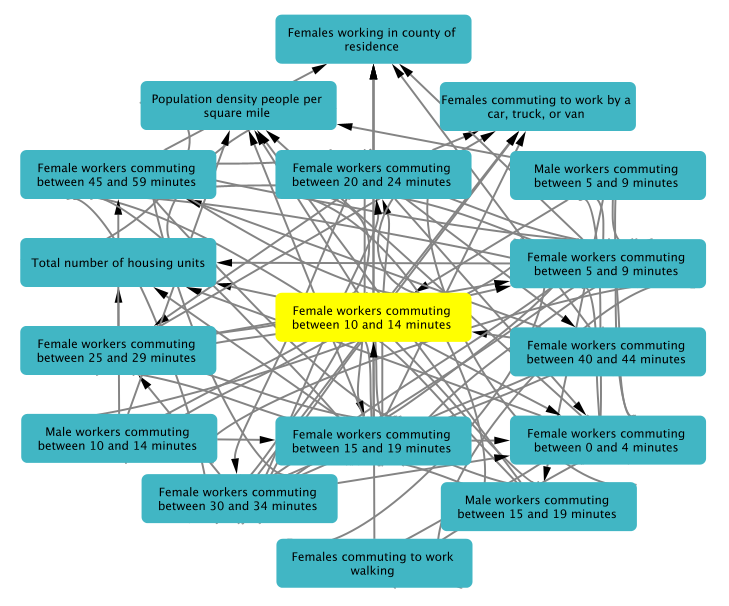 Females working in county of
residence
Population density people per
square mile
Females commuting to work by a
car, truck, or van
Female workers commuting
between 45 and 59 minutes
Female workers commuting
between 20 and 24 minutes
Male workers commuting
between 5 and 9 minutes
Total number of housing units
Female workers commuting
between 5 and 9 minutes
Female workers commuting
between 10 and 14 minutes
Female workers commuting
between 25 and 29 minutes
Female workers commuting
between 40 and 44 minutes
Male workers commuting
between 10 and 14 minutes
Female workers commuting
between 15 and 19 minutes
Female workers commuting
between 0 and 4 minutes
Female workers commuting
between 30 and 34 minutes
Male workers commuting
between 15 and 19 minutes
Females commuting to work
walking